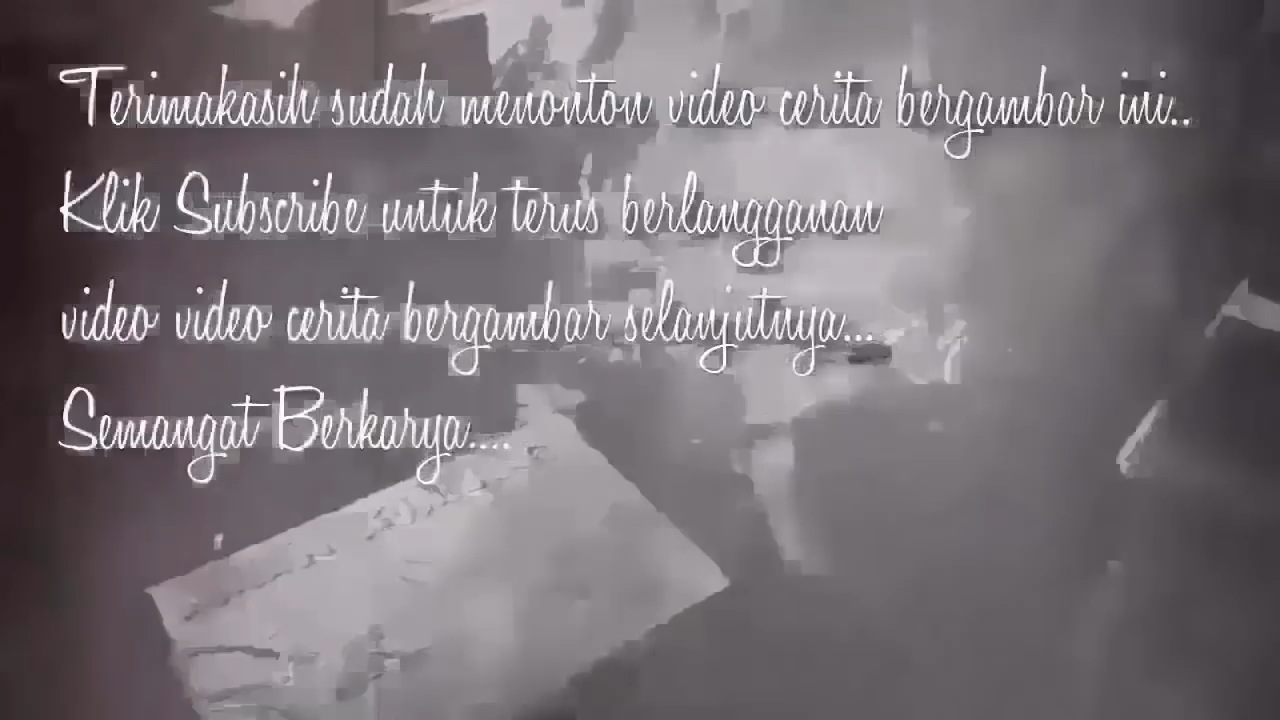 Terimakasih sudah menonton video cerita bergambar ini..
Klik Subscribe untuk terus berlangganan
video video cerita bergambar selanjutnya...
Semangat Berkarya....